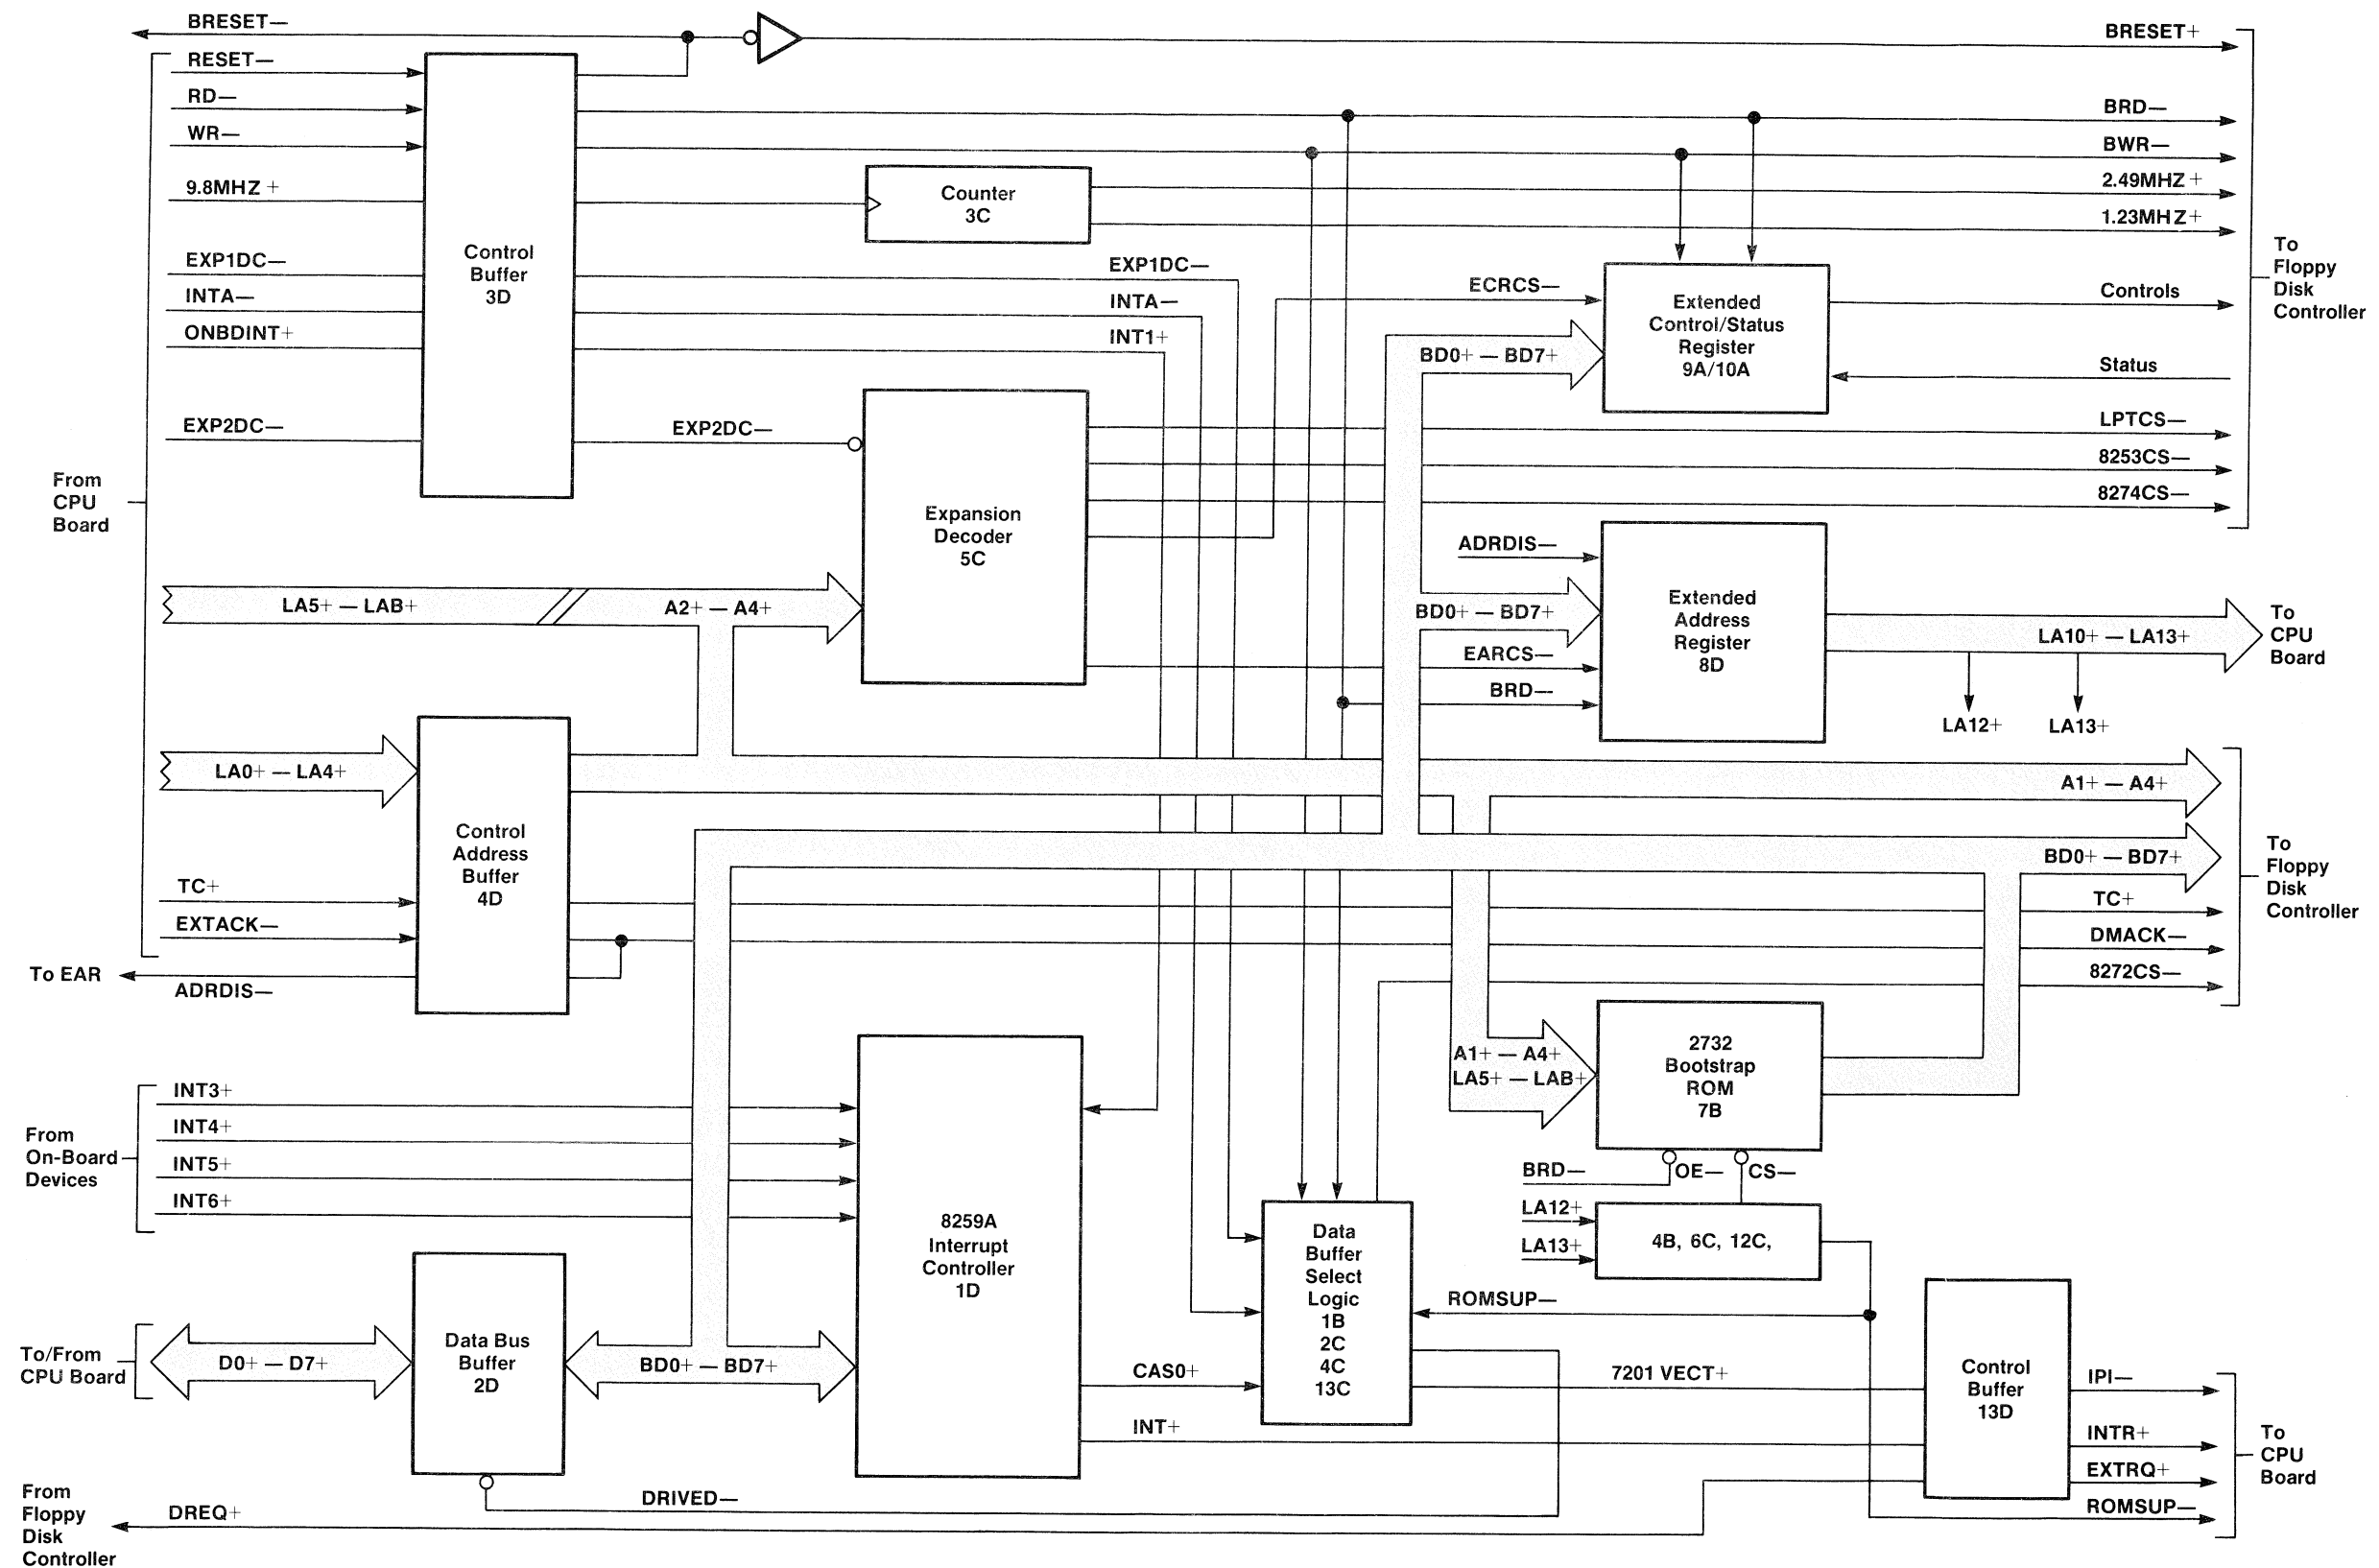 BRESET—
BRESET+
RESET—
RD—
WR—
9.8MHZ +
EXP1DC—
INTA—
ONBDINT+
EXP2DC—
From
CPU
Board
Control
Buffer
3D
Counter
3C
EXP1DC—
INTA—
INT1+
EXP2DC—
Expansion
Decoder
5C
BRD—
BWR—
2.49MHZ +
1.23MHZ+
ECRCS—
BD0+ — BD7+
Extended
Control/Status
Register
9A/10A
Controls
Status
LPTCS—
8253CS—
8274CS—
To
Floppy
Disk
Controller
LA5+ — LAB+
A2+ — A4+
ADRDIS—
BD0+ — BD7+
EARCS—
BRD—
Extended
Address
Register
8D
LA10+ — LA13+
To
CPU
Board
LA12+
LA13+
LA0+ — LA4+
Control
Address
Buffer
4D
TC+
EXTACK—
To EAR
ADRDIS—
A1+ — A4+
BD0+ — BD7+
TC+
DMACK—
8272CS—
To
Floppy
Disk
Controller
From
On-Board
Devices
INT3+
INT4+
INT5+
INT6+
8259A
Interrupt
Controller
1D
A1+ — A4+
LA5+ — LAB+
2732
Bootstrap
ROM
7B
BRD—
OE—
CS—
LA12+
LA13+
4B, 6C, 12C,
Data
Buffer
Select
Logic
1B
2C
4C
13C
ROMSUP—
To/From
CPU Board
D0+ — D7+
Data Bus
Buffer
2D
BD0+ — BD7+
CAS0+
INT+
7201 VECT+
Control
Buffer
13D
IPI—
INTR+
EXTRQ+
ROMSUP—
To
CPU
Board
DRIVED—
From
Floppy
Disk
Controller
DREQ+